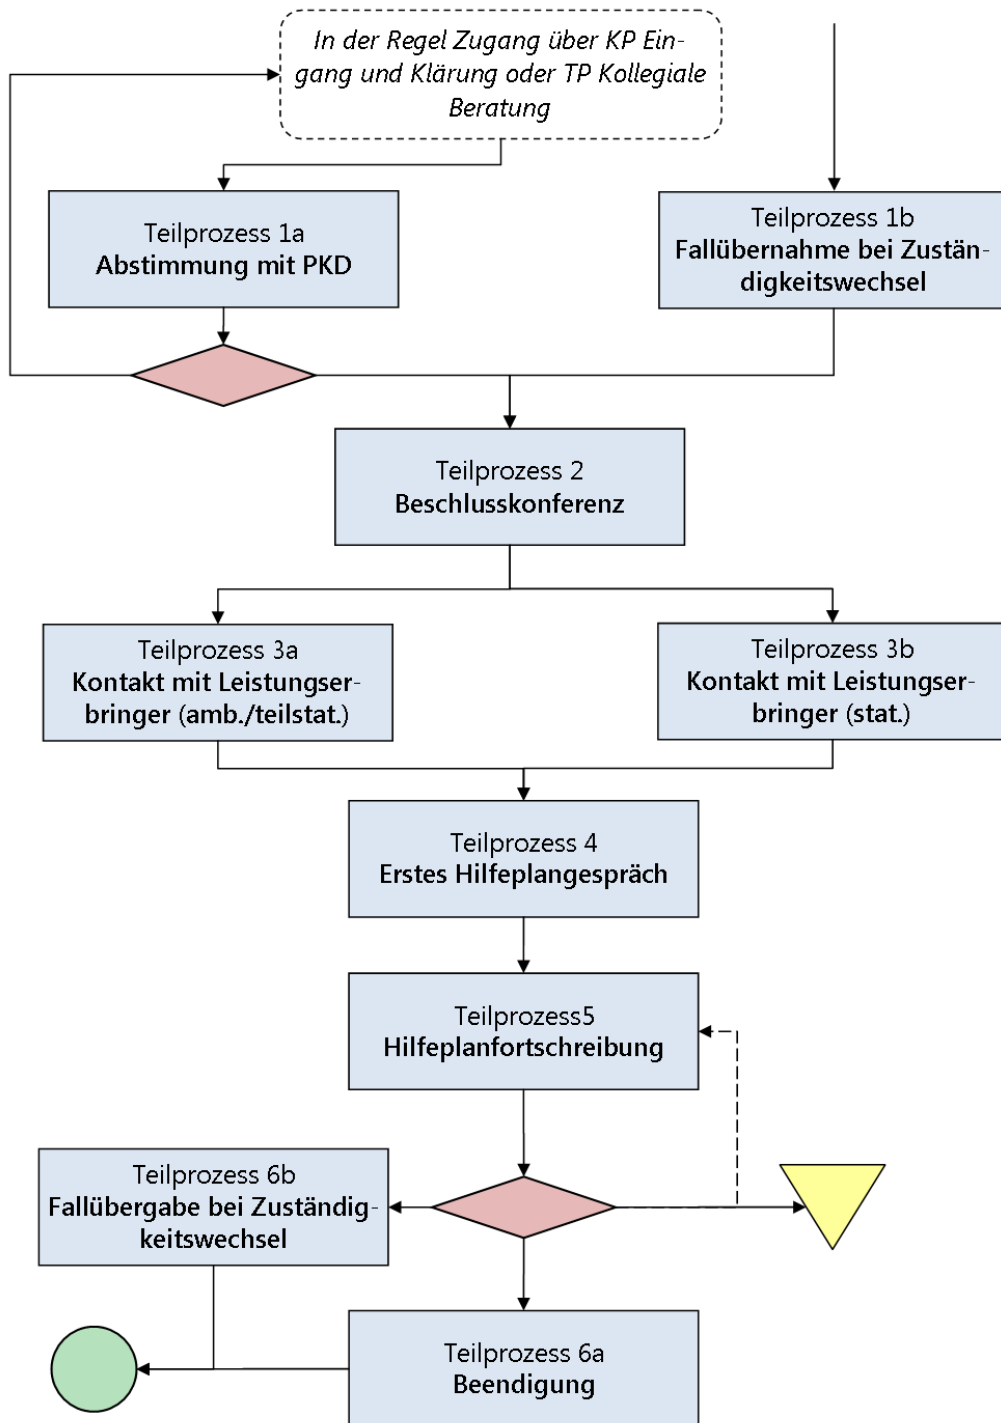 In der Regel Zugang über KP Ein-
gang und Klärung oder TP Kollegiale
Beratung
Teilprozess 1a
Abstimmung mit PKD
Teilprozess 1b
Fallübernahme bei Zustän-
digkeitswechsel
Teilprozess 2
Beschlusskonferenz
Teilprozess 3a
Kontakt mit Leistungser-
bringer (amb./teilstat.)
Teilprozess 3b
Kontakt mit Leistungser-
bringer (stat.)
Teilprozess 4
Erstes Hilfeplangespräch
Teilprozess5
Hilfeplanfortschreibung
Teilprozess 6b
Fallübergabe bei Zuständig-
keitswechsel
Teilprozess 6a
Beendigung